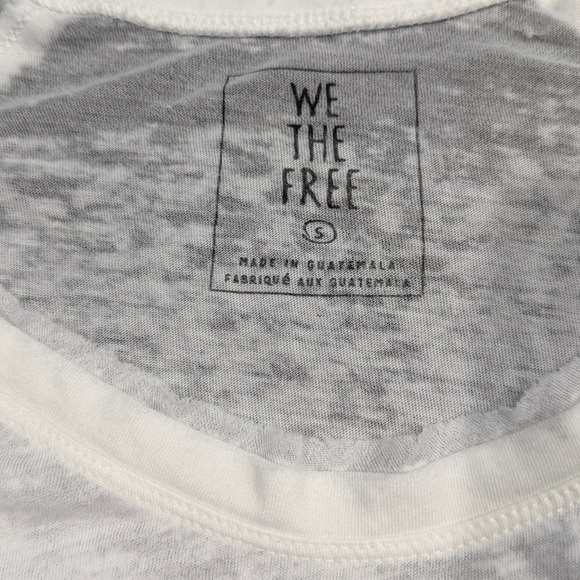 WE
THE
FREE
S
MADE IN GUATEMALA
FABRIQUé AUX GUATEMALA